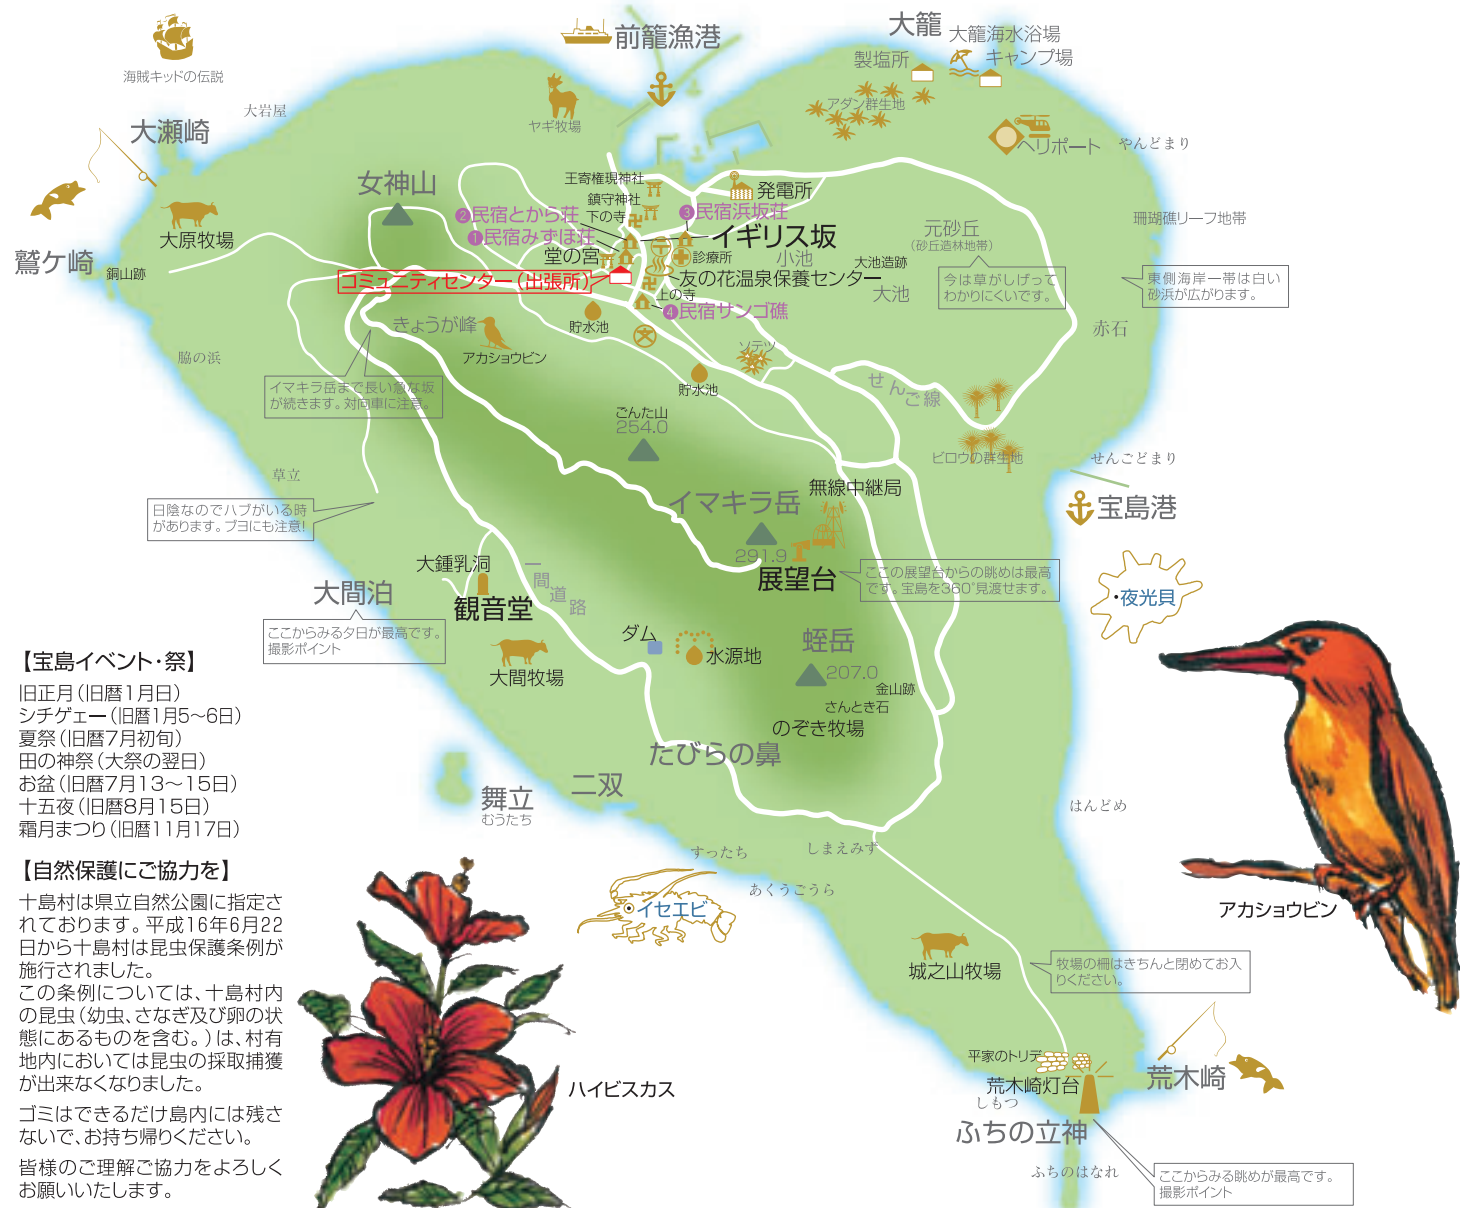 海賊キッドの伝説
前籠漁港
大籠
大籠海水浴場
キャンプ場
製塩所
アダン群生地
ヘリポート
やんどまり
大岩屋
大瀬崎
ヤギ牧場
女神山
王寄権現神社
鎮守神社
下の寺
発電所
❷民宿とから荘
❶民宿みずほ荘
❸民宿浜坂荘
イギリス坂
堂の宮
診療所
小池
大池造跡
友の花温泉保養センター
大池
コミュニティセンター(出張所)
上の寺
❹民宿サンゴ礁
元砂丘
(砂丘造林地帯)
今は草がしげって
わかりにくいです。
珊瑚礁リーフ地帯
東側海岸一帯は白い
砂浜が広がります。
赤石
大原牧場
鷲ケ崎
銅山跡
きょうが峰
アカショウビン
貯水池
貯水池
ソテツ
せんご線
脇の浜
イマキラ岳まで長い急な坂
が続きます。対向車に注意。
ごんた山
254.0
ビロウの群生地
せんごどまり
宝島港
草立
日陰なのでハブがいる時
があります。ブヨにも注意!
イマキラ岳
無線中継局
291.9
展望台
ここの展望台からの眺めは最高
です。宝島を360°見渡せます。
・夜光貝
大鍾乳洞
観音堂
一間道路
大間泊
ここからみる夕日が最高です。
撮影ポイント
大間牧場
ダム
水源地
蛭岳
207.0
金山跡
さんとき石
のぞき牧場
たびらの鼻
二双
舞立
むうたち
はんどめ
すったち
しまえみず
あくうごうら
イセエビ
アカショウビン
城之山牧場
牧場の柵はきちんと閉めてお入
りください。
平家のトリデ
荒木崎灯台
荒木崎
しもつ
ふちの立神
ふちのはなれ
ここからみる眺めが最高です。
撮影ポイント
ハイビスカス
【宝島イベント・祭】
旧正月(旧暦1月日)
シチゲェー(旧暦1月5〜6日)
夏祭(旧暦7月初旬)
田の神祭(大祭の翌日)
お盆(旧暦7月13〜15日)
十五夜(旧暦8月15日)
霜月まつり(旧暦11月17日)
【自然保護にご協力を】
十島村は県立自然公園に指定さ
れております。平成16年6月22
日から十島村は昆虫保護条例が
施行されました。
この条例については、十島村内
の昆虫(幼虫、さなぎ及び卵の状
態にあるものを含む。)は、村有
地内においては昆虫の採取捕獲
が出来なくなりました。
ゴミはできるだけ島内には残さ
ないで、お持ち帰りください。
皆様のご理解ご協力をよろしく
お願いいたします。